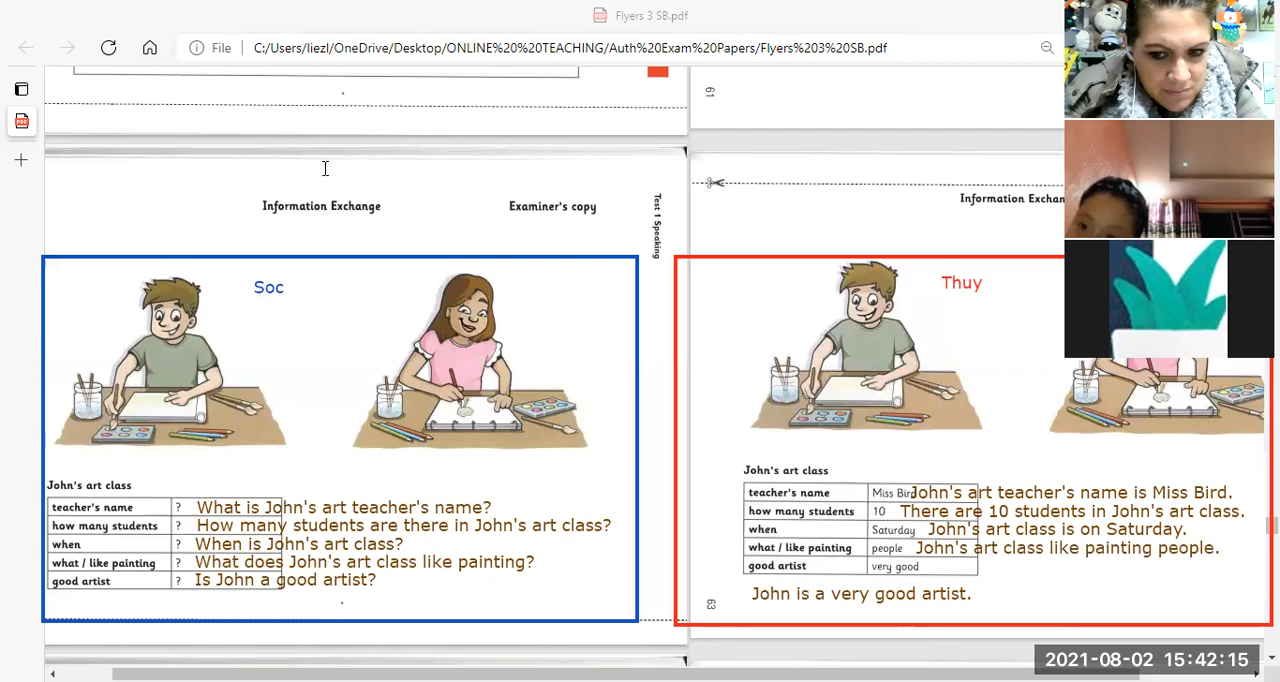 Flyers 3 SB.pdf
File | C:/Users/liezl/OneDrive/Desktop/ONLINE%20%20TEACHING/Auth%20Exam%20Papers/Flyers%203%20SB.pdf
61
Information Exchange
Examiner's copy
Test 1 Speaking
Soc
John's art class
teacher's name ? What is John's art teacher's name?
how many students ? How many students are there in John's art class?
when ? When is John's art class?
what / like painting ? What does John's art class like painting?
good artist ? Is John a good artist?
Information Exchan
Thuy
John's art class
teacher's name Miss Bird John's art teacher's name is Miss Bird.
how many students 10 There are 10 students in John's art class.
when Saturday John's art class is on Saturday.
what / like painting people John's art class like painting people.
good artist very good
John is a very good artist.
63
2021-08-02 15:42:15